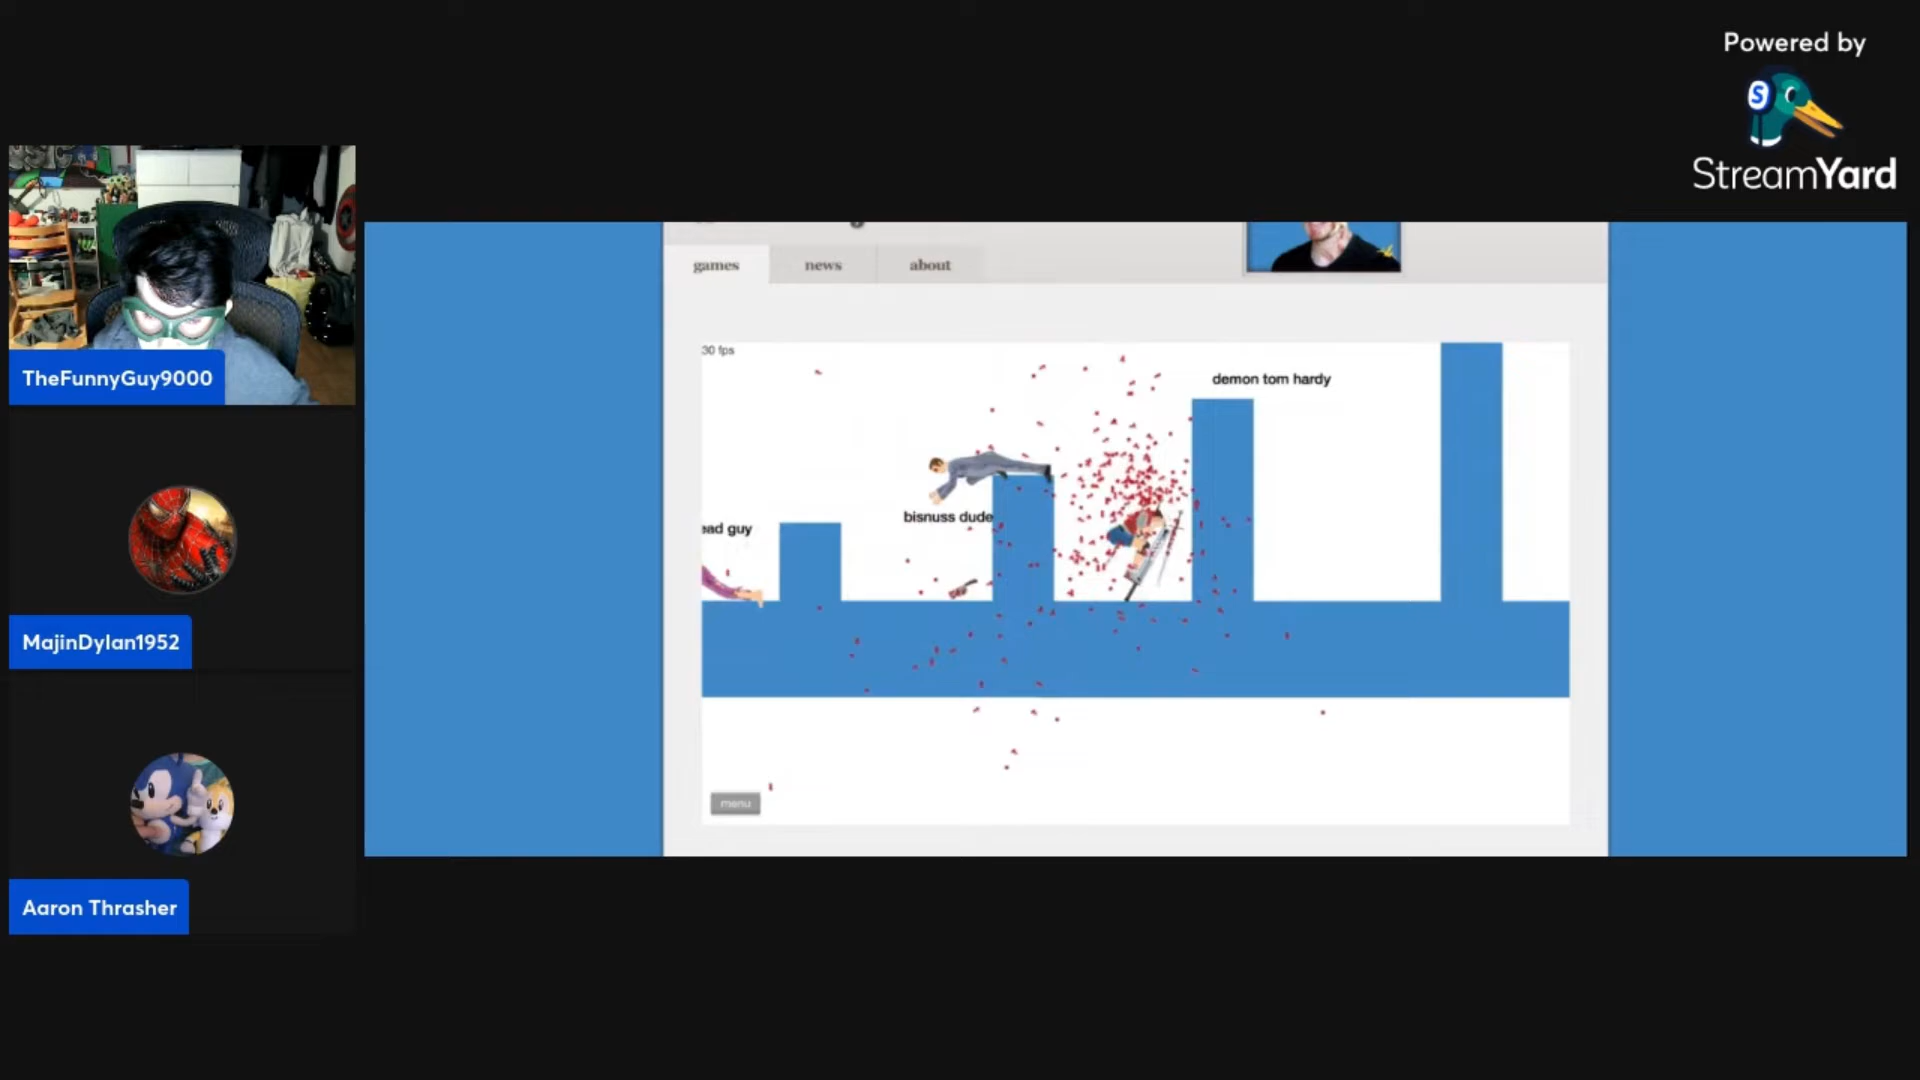 Powered by
StreamYard
TheFunnyGuy9000
MajinDylan1952
Aaron Thrasher
games
news
about
30 fps
demon tom hardy
bisnuss dude
ead guy
menu